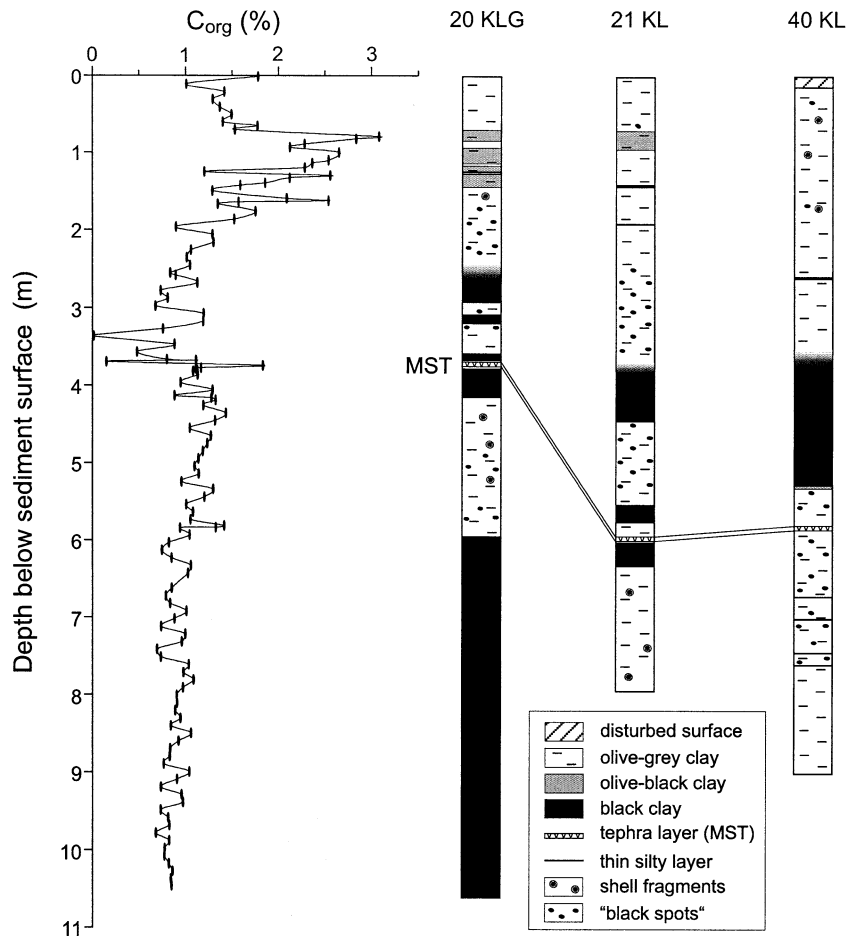 C_org (%)
20 KLG
21 KL
40 KL
0
1
2
3
0
1
2
3
4
5
6
7
8
9
10
11
Depth below sediment surface (m)
MST
disturbed surface
olive-grey clay
olive-black clay
black clay
tephra layer (MST)
thin silty layer
shell fragments
"black spots"